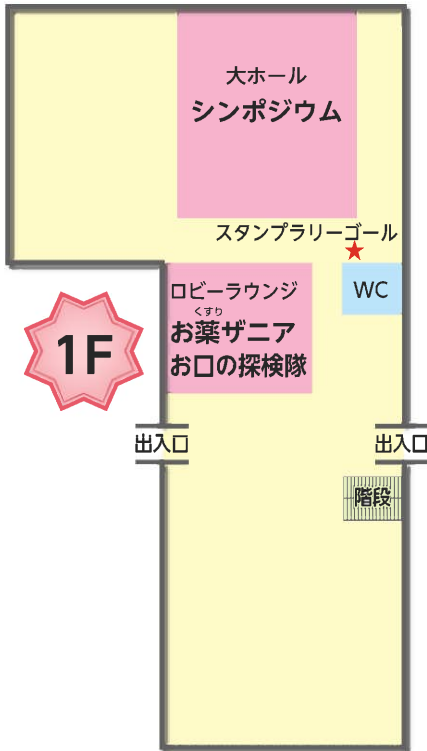 大ホール
シンポジウム
スタンプラリーゴール
ロビーラウンジ
くすり
お薬ザニア
お口の探検隊
WC
1F
出入口
出入口
階段